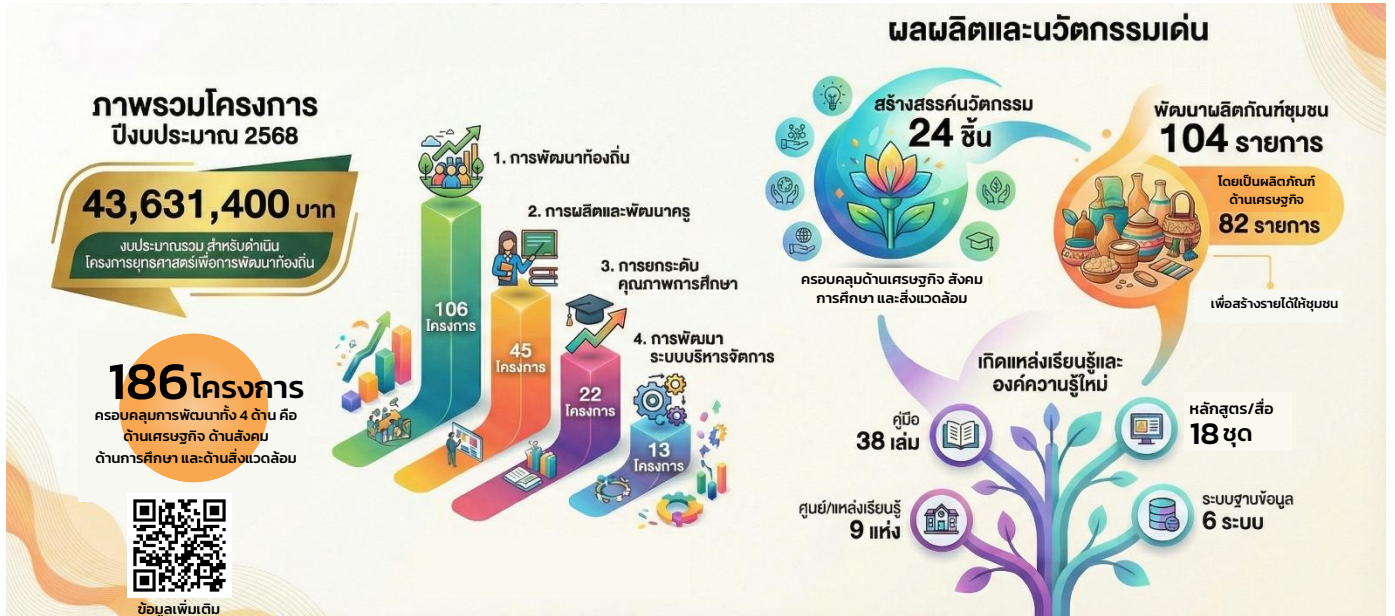 ภาพรวมโครงการ
ปีงบประมาณ 2568
43,631,400 บาท
งบประมาณรวม สำหรับดำเนิน
โครงการยุทธศาสตร์เพื่อการพัฒนาท้องถิ่น
186 โครงการ
ครอบคลุมการพัฒนาทั้ง 4 ด้าน คือ
ด้านเศรษฐกิจ ด้านสังคม
ด้านการศึกษา และด้านสิ่งแวดล้อม
ข้อมูลเพิ่มเติม
1. การพัฒนาท้องถิ่น
106
โครงการ
2. การผลิตและพัฒนาครู
45
โครงการ
3. การยกระดับ
คุณภาพการศึกษา
22
โครงการ
4. การพัฒนา
ระบบบริหารจัดการ
13
โครงการ
ผลผลิตและนวัตกรรมเด่น
สร้างสรรค์นวัตกรรม
24 ชิ้น
ครอบคลุมด้านเศรษฐกิจ สังคม
การศึกษา และสิ่งแวดล้อม
พัฒนาผลิตภัณฑ์ชุมชน
104 รายการ
โดยเป็นผลิตภัณฑ์
ด้านเศรษฐกิจ
82 รายการ
เพื่อสร้างรายได้ให้ชุมชน
เกิดแหล่งเรียนรู้และ
องค์ความรู้ใหม่
คู่มือ
38 เล่ม
หลักสูตร/สื่อ
18 ชุด
ศูนย์/แหล่งเรียนรู้
9 แห่ง
ระบบฐานข้อมูล
6 ระบบ